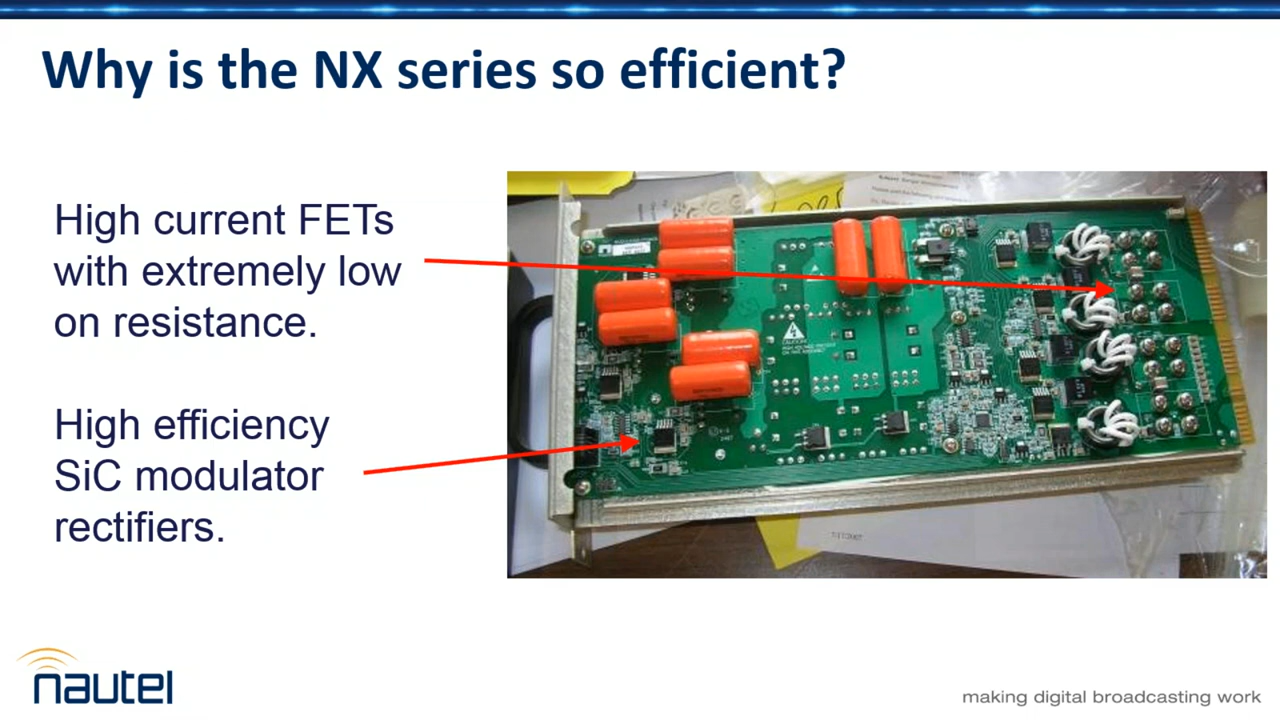 Why is the NX series so efficient?
High current FETs
with extremely low
on resistance.
High efficiency
SiC modulator
rectifiers.
CAUTION
nautel
making digital broadcasting work